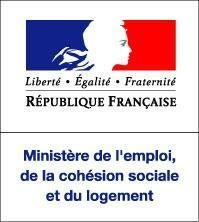 Liberté • Égalité • Fraternité
RÉPUBLIQUE FRANÇAISE
Ministère de l'emploi,
de la cohésion sociale
et du logement